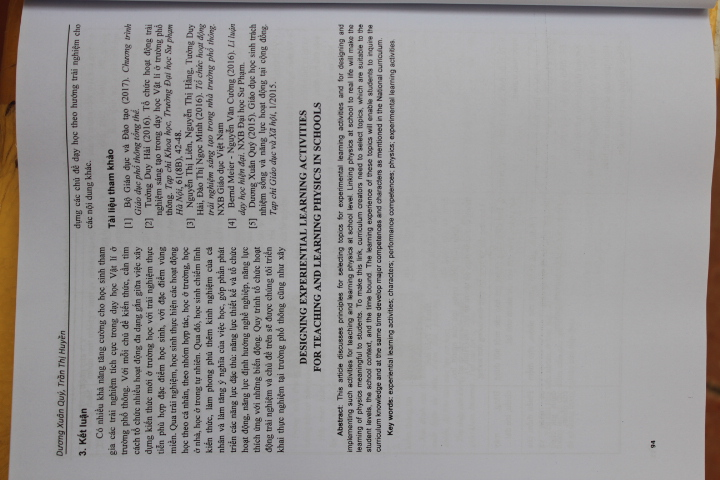 Dương Xuân Quý, Trần Thị Huyền
3. Kết luận
Có nhiều khả năng tăng cường cho học sinh tham
gia các trải nghiệm tích cực trong dạy học Vật lí ở
trường phổ thông. Với mỗi chủ đề kiến thức, cần tìm
cách tổ chức nhiều hoạt động đa dạng gắn giữa việc xây
dựng kiến thức mới ở trường học với trải nghiệm thực
tiễn phù hợp đặc điểm học sinh, với đặc điểm vùng
miền. Qua trải nghiệm, học sinh thực hiện các hoạt động
học theo cá nhân, theo nhóm hợp tác, học ở trường, học
ở nhà, học ở trong tự nhiên. Qua đó, học sinh chiếm lĩnh
kiến thức, làm phong phú thêm kinh nghiệm của cá
nhân và làm tăng ý nghĩa của việc học, góp phần phát
triển các năng lực đặc thù: năng lực thiết kế và tổ chức
hoạt động, năng lực định hướng nghề nghiệp, năng lực
thích ứng với những biến động. Quy trình tổ chức hoạt
động trải nghiệm và chủ đề trên sẽ được chúng tôi triển
khai thực nghiệm tại trường phổ thông cũng như xây
dựng các chủ đề dạy học theo hướng trải nghiệm cho
các nội dung khác.
Tài liệu tham khảo
[1] Bộ Giáo dục và Đào tạo (2017). Chương trình
Giáo dục phổ thông tổng thể.
[2] Tưởng Duy Hải (2016). Tổ chức hoạt động trải
nghiệm sáng tạo trong dạy học Vật lí ở trường phổ
thông. Tạp chí Khoa học, Trường Đại học Sư phạm
Hà Nội, 61(8B), 42-48.
[3] Nguyễn Thị Liên, Nguyễn Thị Hằng, Tưởng Duy
Hải, Đào Thị Ngọc Minh (2016). Tổ chức hoạt động
trải nghiệm sáng tạo trong nhà trường phổ thông.
NXB Giáo dục Việt Nam
[4] Bernd Meier - Nguyễn Văn Cường (2016). Lí luận
dạy học hiện đại. NXB Đại học Sư Phạm.
[5] Dương Xuân Quý (2015). Giáo dục học sinh trách
nhiệm sống và năng lực hoạt động tại cộng đồng.
Tạp chí Giáo dục và Xã hội, 1/2015.
DESIGNING EXPERIENTIAL LEARNING ACTIVITIES
FOR TEACHING AND LEARNING PHYSICS IN SCHOOLS
Abstract: This article discusses principles for selecting topics for experimental learning activities and for designing and
implementing such activities for teaching and learning physics at school level. Linking physics at school to real life will make the
learning of physics meaningful to students. To make this link, curriculum creators need to select topics, which are suitable to the
student levels, the school context, and the time bound. The learning experience of these topics will enable students to inquire the
curriculum knowledge and at the same time develop major competences and characters as mentioned in the National curriculum.
Key words: experiential learning activities; character, performance competences; physics; experimental learning activities.
94